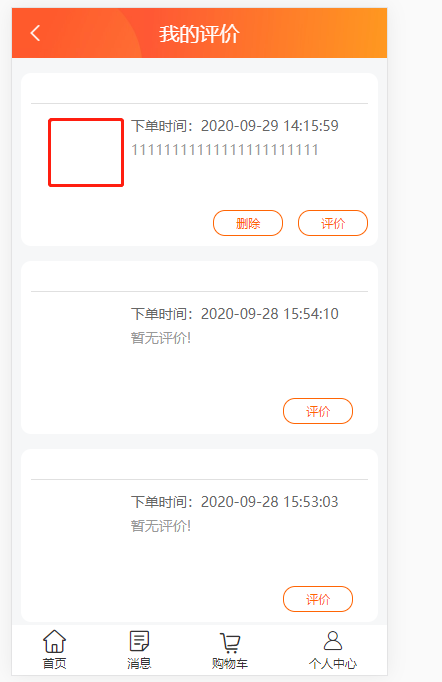 我的评价
下单时间：2020-09-29 14:15:59
11111111111111111111111
删除 评价
下单时间：2020-09-28 15:54:10
暂无评价!
评价
下单时间：2020-09-28 15:53:03
暂无评价!
评价
首页 消息 购物车 个人中心